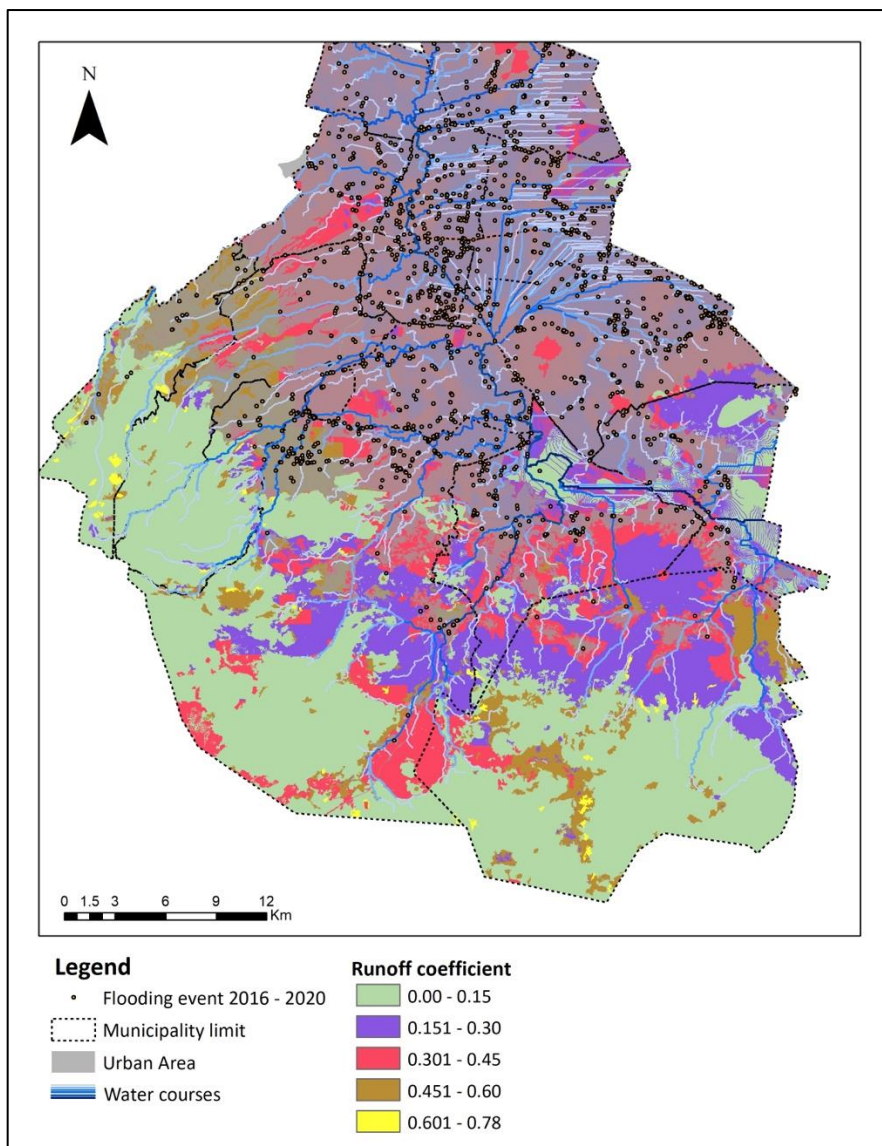 N
0 1.5 3 6 9 12
Km
Legend
Flooding event 2016 - 2020
Municipality limit
Urban Area
Water courses
Runoff coefficient
0.00 - 0.15
0.151 - 0.30
0.301 - 0.45
0.451 - 0.60
0.601 - 0.78